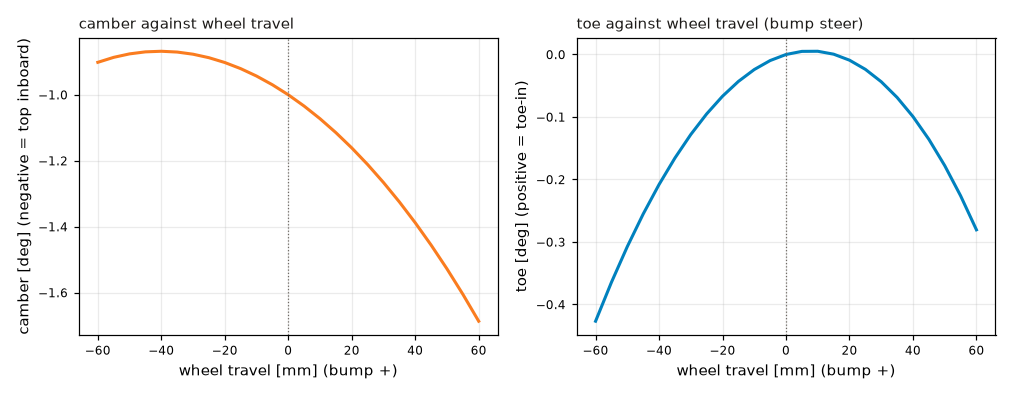 camber against wheel travel
camber [deg] (negative = top inboard)
−1.0
−1.2
−1.4
−1.6
−60 −40 −20 0 20 40 60
wheel travel [mm] (bump +)
toe against wheel travel (bump steer)
toe [deg] (positive = toe-in)
0.0
−0.1
−0.2
−0.3
−0.4
−60 −40 −20 0 20 40 60
wheel travel [mm] (bump +)